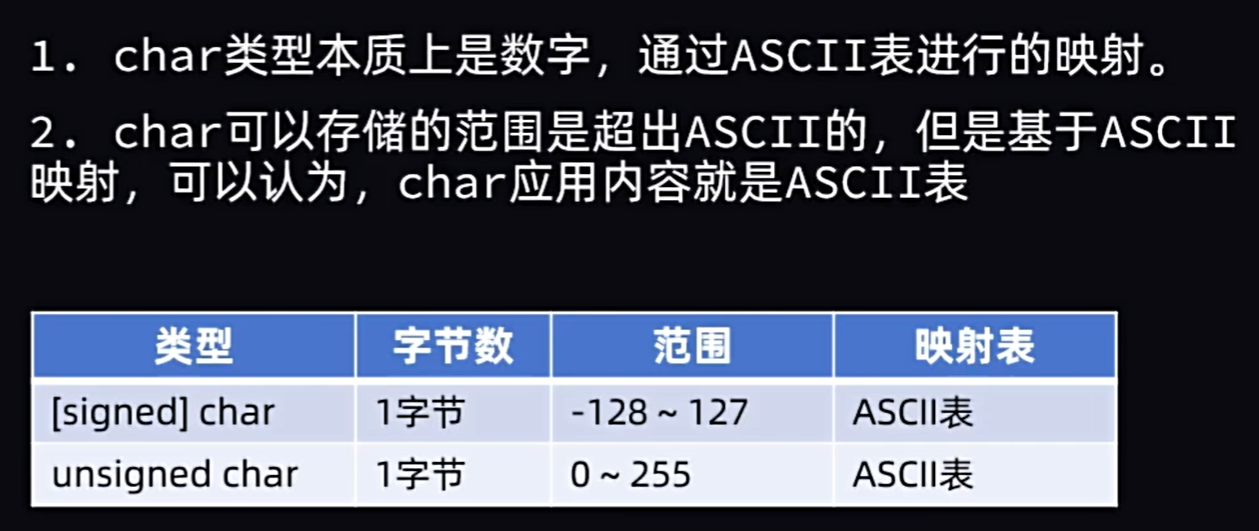 1. char类型本质上是数字，通过ASCII表进行的映射。
2. char可以存储的范围是超出ASCII的，但是基于ASCII
映射，可以认为，char应用内容就是ASCII表
类型 字节数 范围 映射表
[signed] char 1字节 -128 ~ 127 ASCII表
unsigned char 1字节 0 ~ 255 ASCII表